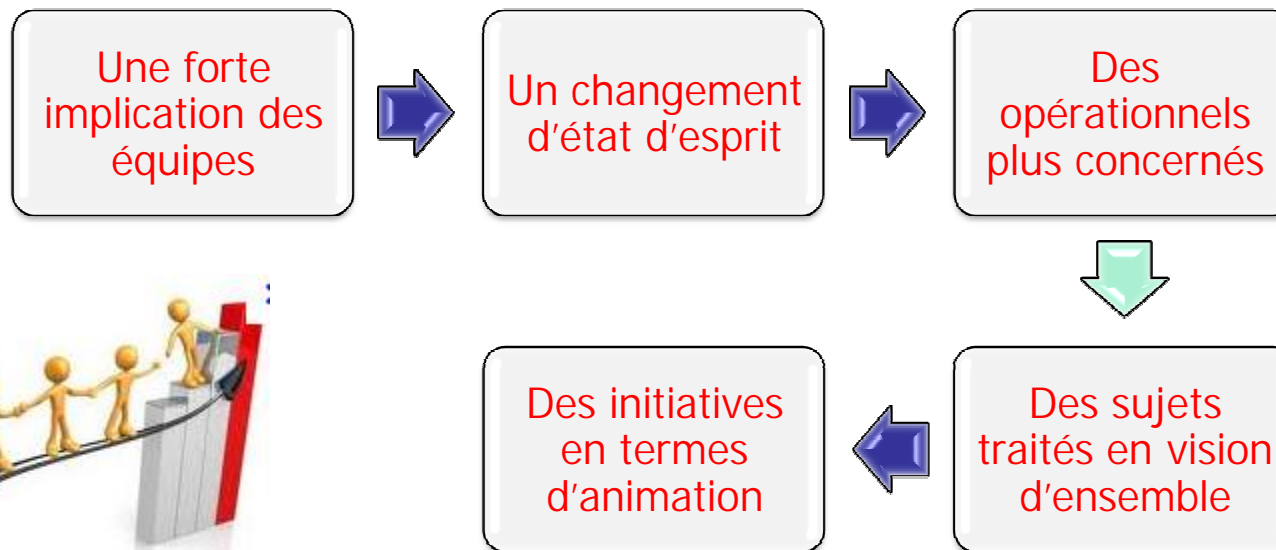 Une forte
implication des
équipes
Un changement
d'état d'esprit
Des
opérationnels
plus concernés
Des sujets
traités en vision
d'ensemble
Des initiatives
en termes
d'animation